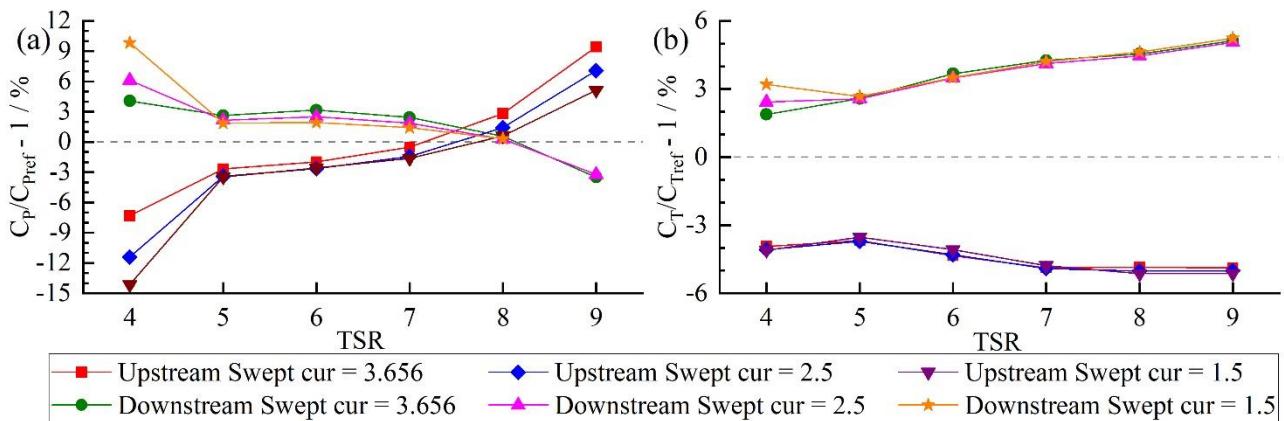 (a)
C_P/C_Pref - 1 / %
12
9
6
3
0
-3
-6
-9
-12
-15
4 5 6 7 8 9
TSR
(b)
C_T/C_Tref - 1 / %
6
3
0
-3
-6
4 5 6 7 8 9
TSR
Upstream Swept cur = 3.656 Upstream Swept cur = 2.5 Upstream Swept cur = 1.5
Downstream Swept cur = 3.656 Downstream Swept cur = 2.5 Downstream Swept cur = 1.5